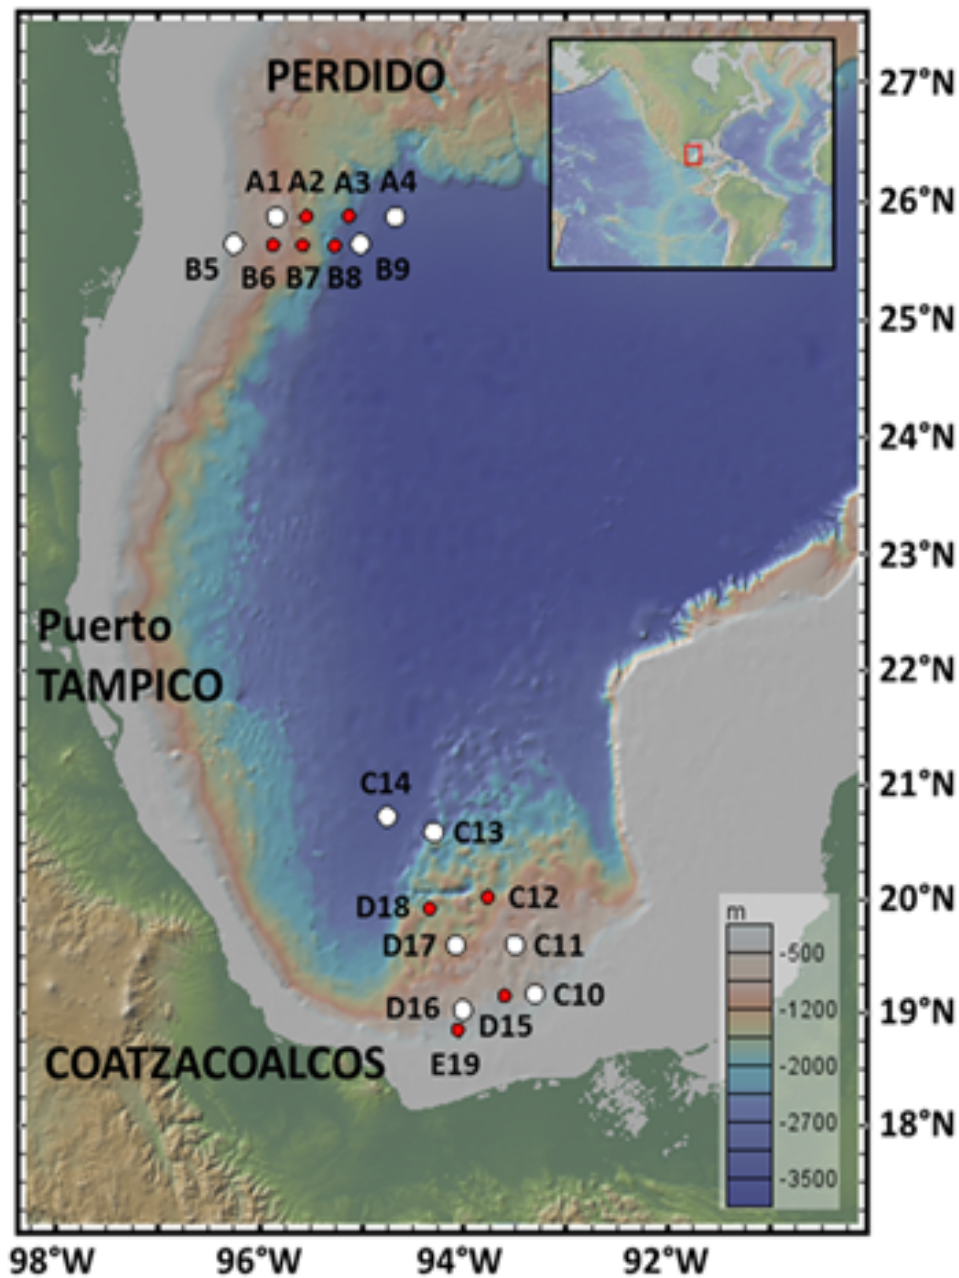 PERDIDO
27°N
A1 A2 A3 A4
26°N
B5 B6 B7 B8 B9
25°N
24°N
23°N
Puerto
TAMPICO
22°N
C14
21°N
C13
C12
20°N
D18
D17
C11
m
-500
D16
C10
19°N
-1200
D15
E19
COATZACOALCOS
-2000
-2700
18°N
-3500
98°W 96°W 94°W 92°W